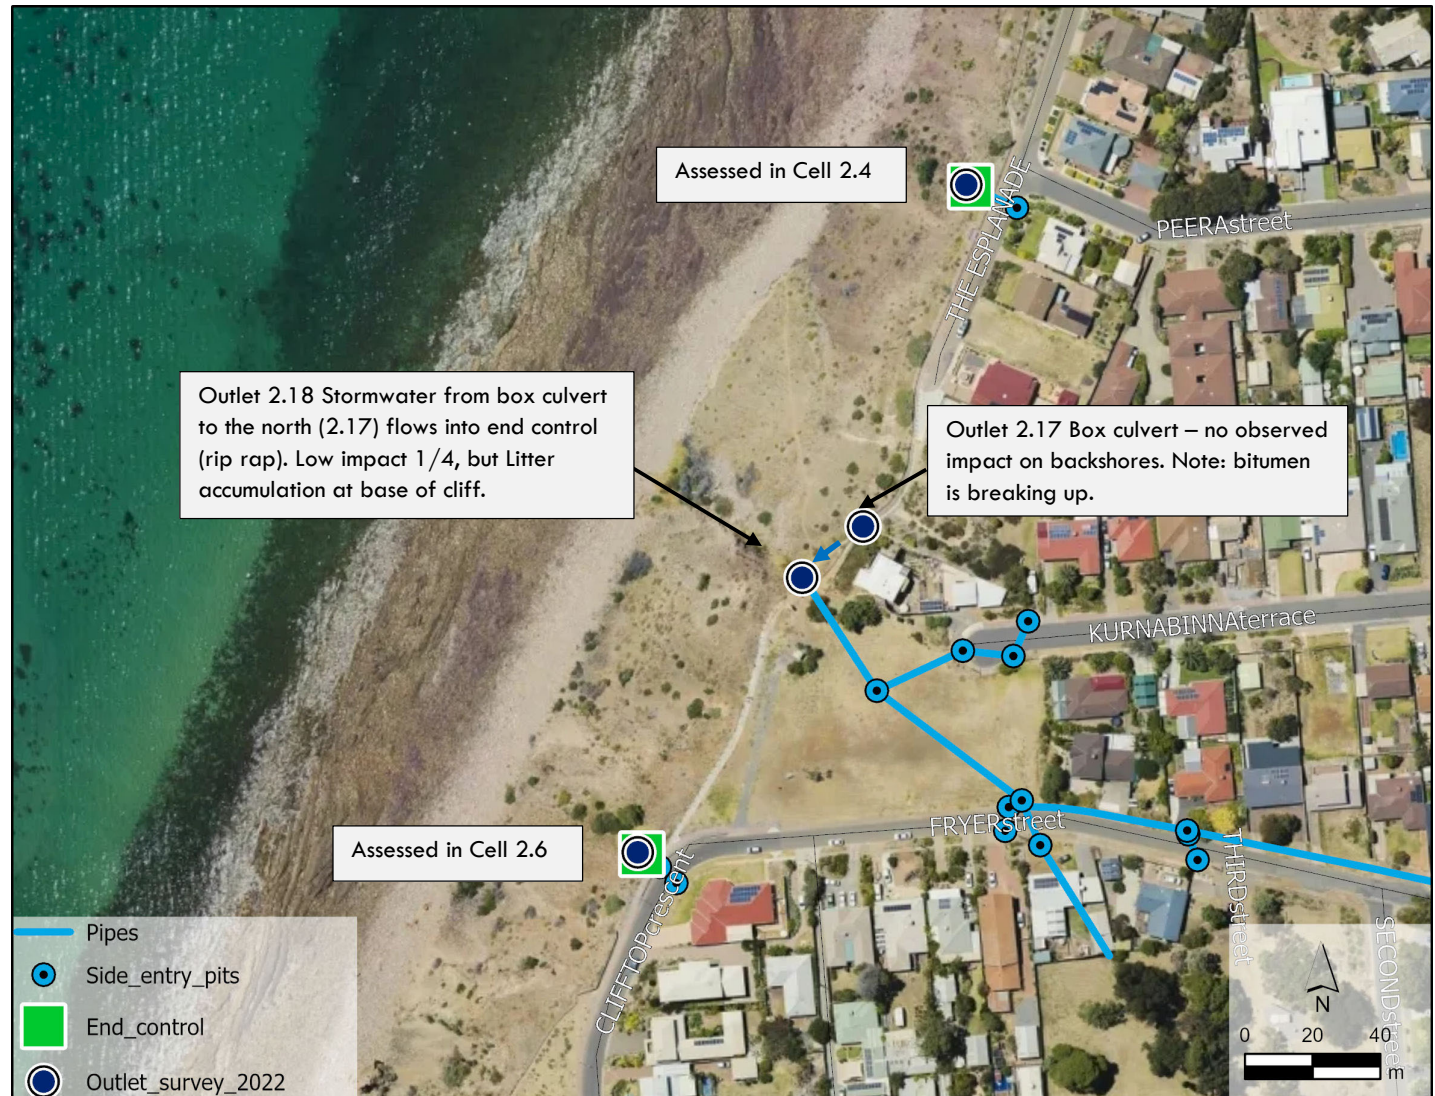 Assessed in Cell 2.4
THE ESPLANADE
PEERAstreet
Outlet 2.18 Stormwater from box culvert
to the north (2.17) flows into end control
(rip rap). Low impact 1/4, but Litter
accumulation at base of cliff.
Outlet 2.17 Box culvert – no observed
impact on backshores. Note: bitumen
is breaking up.
KURNABINNAterrace
FRYERstreet
Assessed in Cell 2.6
CLIFFTOPcrescent
THIRDstreet
SECONDstreet
Pipes
Side_entry_pits
End_control
Outlet_survey_2022
N
0 20 40
m